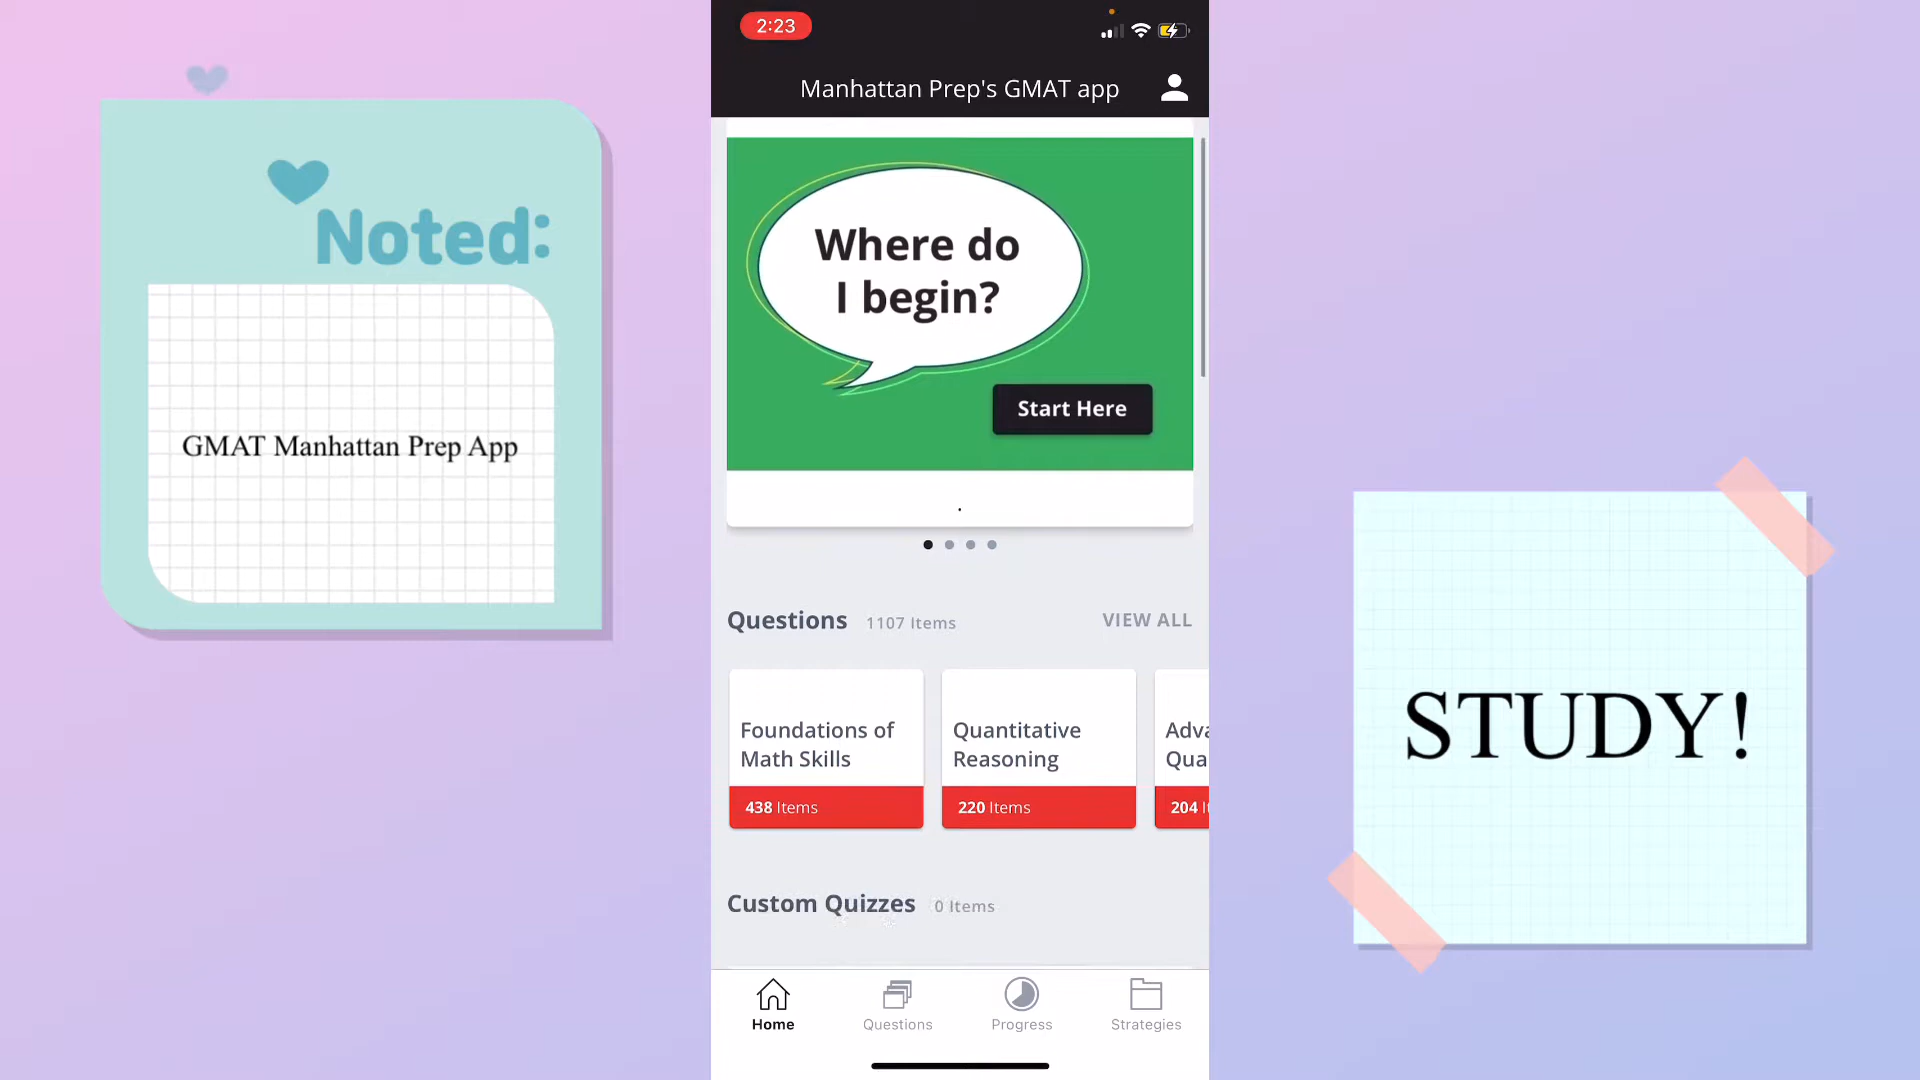 Noted:
GMAT Manhattan Prep App
2:23
Manhattan Prep's GMAT app
Where do
I begin?
Start Here
.
Questions 1107 Items VIEW ALL
Foundations of
Math Skills
438 Items
Quantitative
Reasoning
220 Items
Adva
Qua
204 It
Custom Quizzes 0 Items
Home
Questions
Progress
Strategies
STUDY!